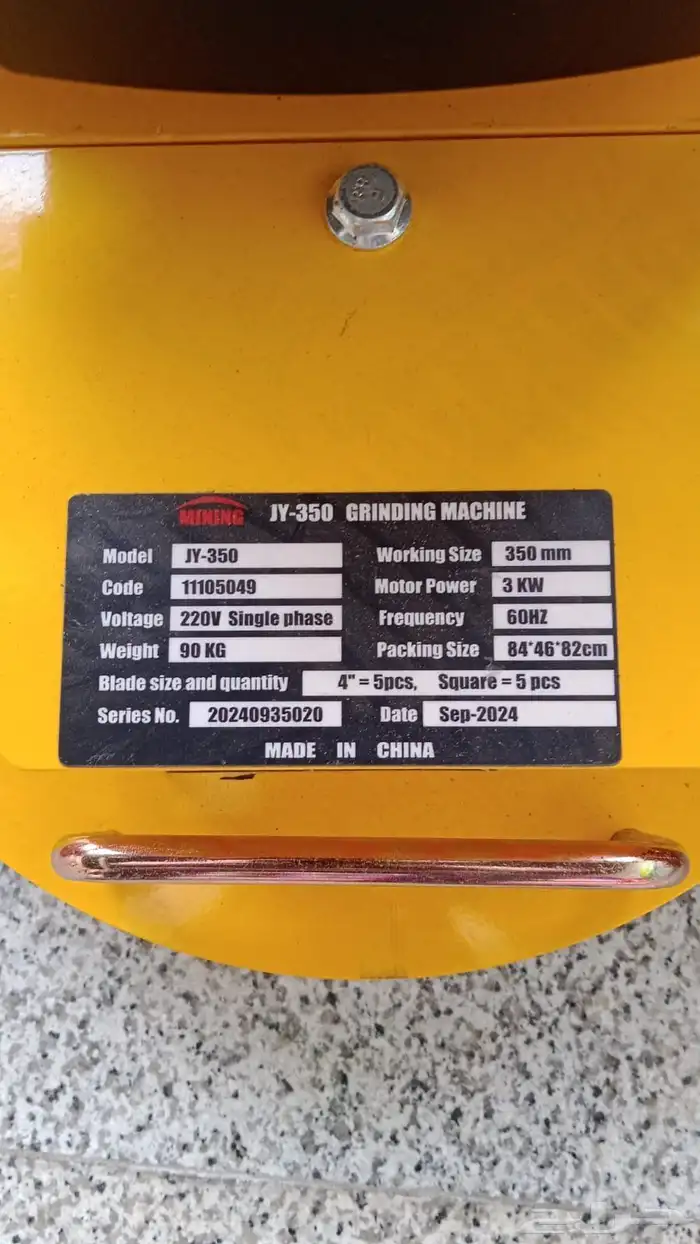 MINING JY-350 GRINDING MACHINE
Model JY-350 Working Size 350 mm
Code 11105049 Motor Power 3 KW
Voltage 220V Single phase Frequency 60HZ
Weight 90 KG Packing Size 84*46*82cm
Blade size and quantity 4" = 5pcs, Square = 5 pcs
Series No. 20240935020 Date Sep-2024
MADE IN CHINA